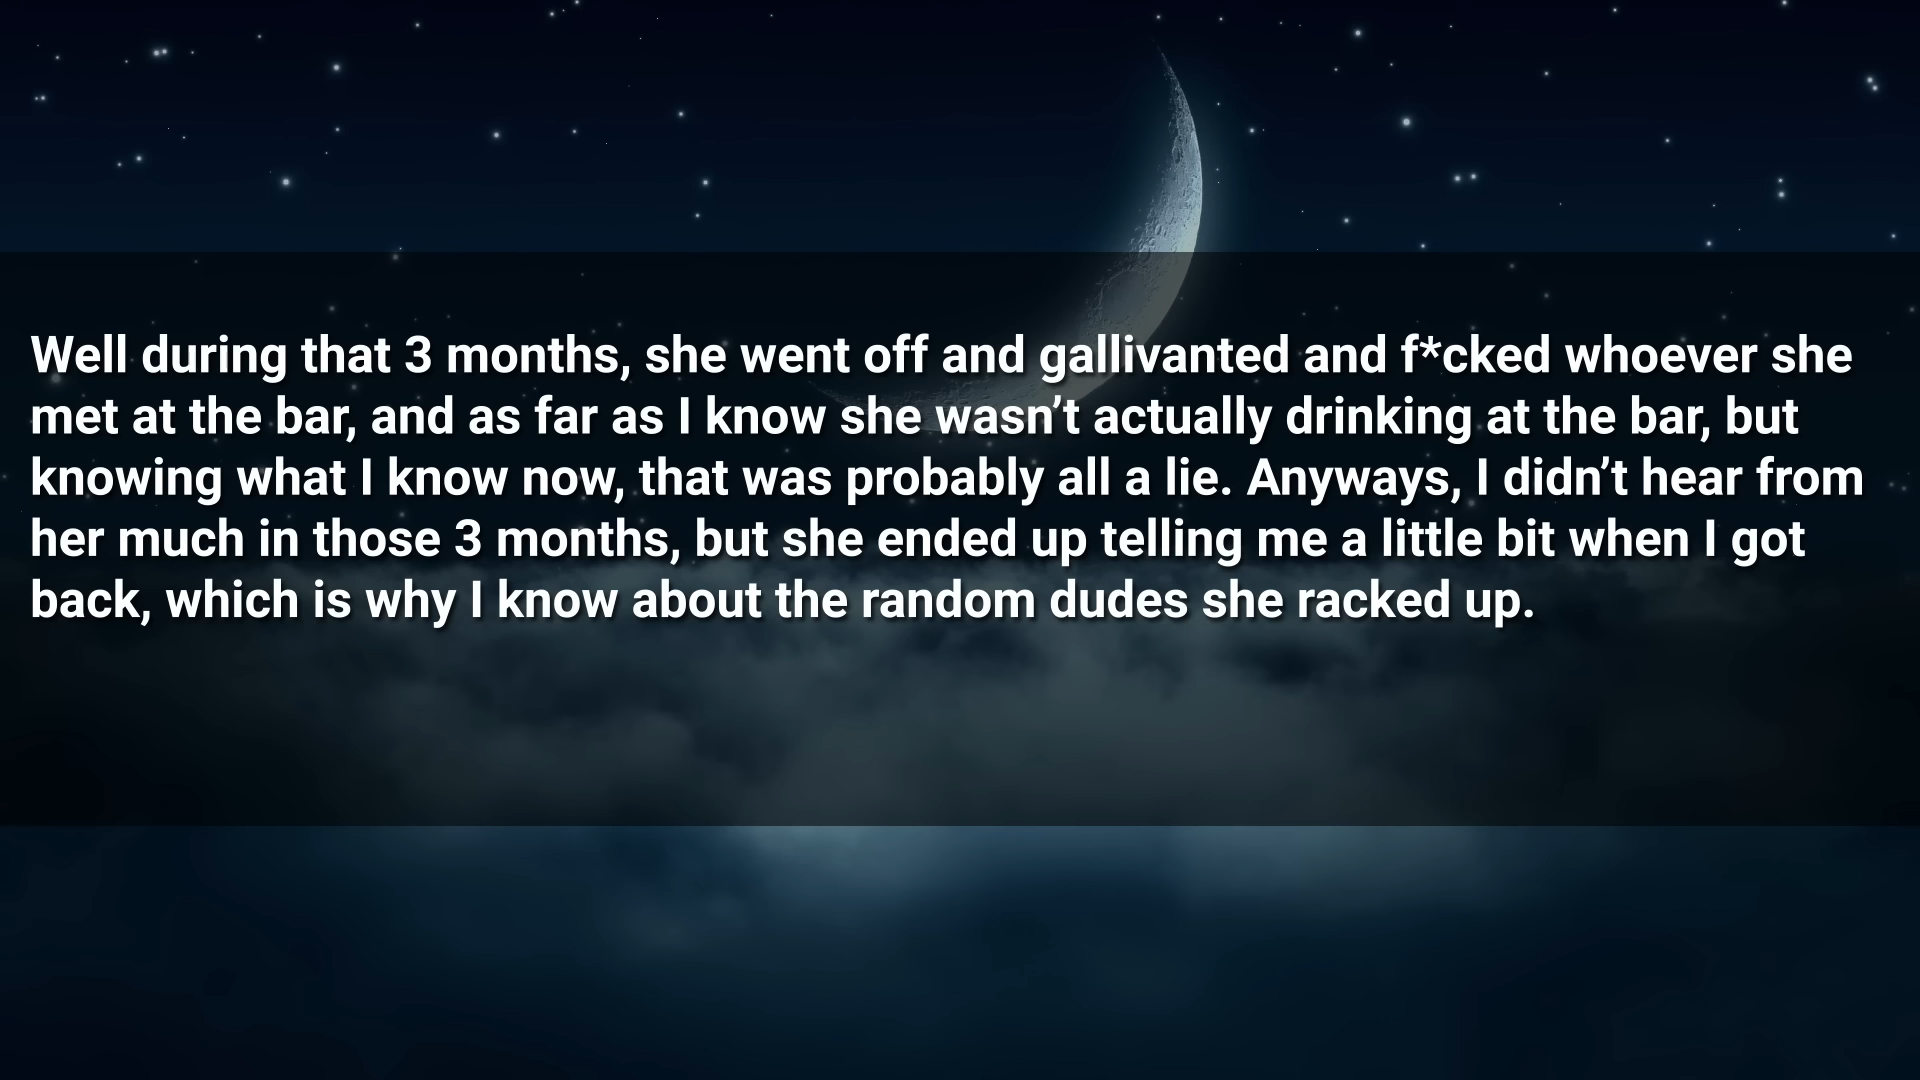 Well during that 3 months, she went off and gallivanted and f*cked whoever she
met at the bar, and as far as I know she wasn’t actually drinking at the bar, but
knowing what I know now, that was probably all a lie. Anyways, I didn’t hear from
her much in those 3 months, but she ended up telling me a little bit when I got
back, which is why I know about the random dudes she racked up.